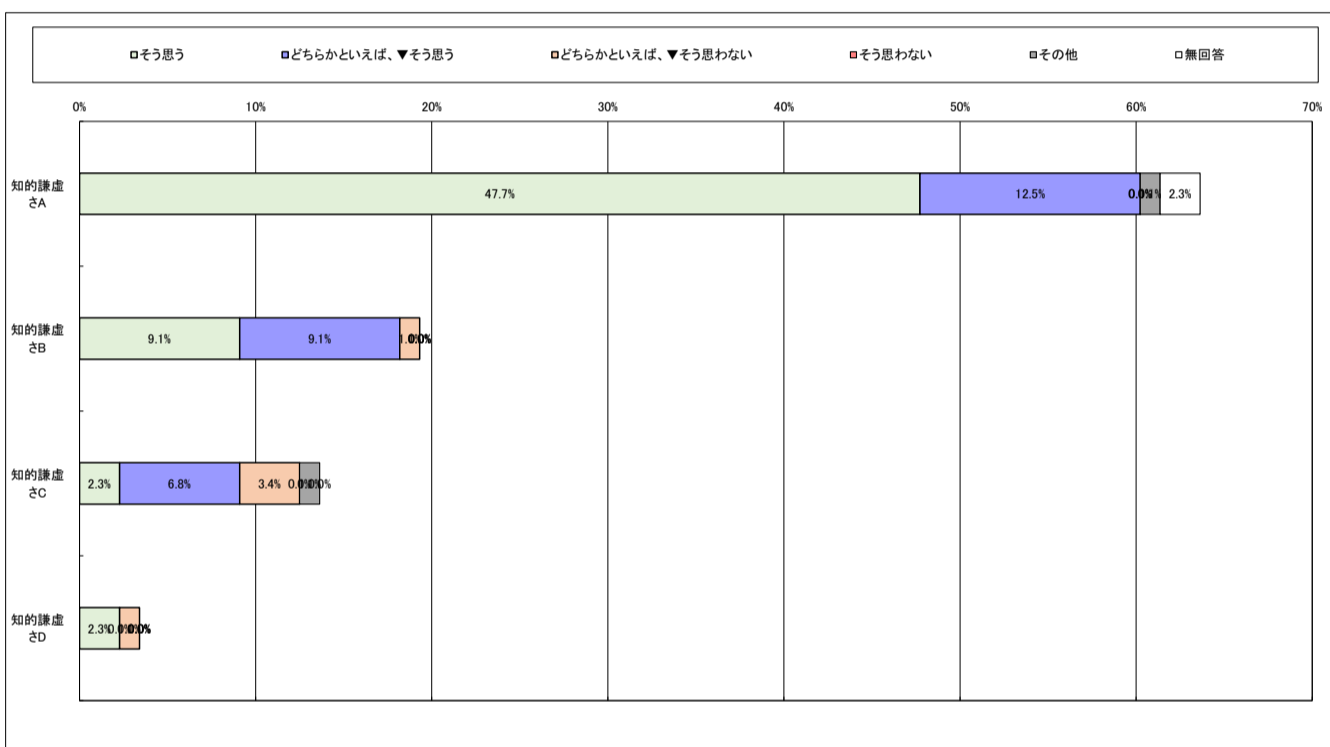 そう思う どちらかといえば、▼そう思う どちらかといえば、▼そう思わない そう思わない その他 無回答
0% 10% 20% 30% 40% 50% 60% 70%
知的謙虚
さA
47.7% 12.5% 2.3%
知的謙虚
さB
9.1% 9.1%
知的謙虚
さC
2.3% 6.8% 3.4%
知的謙虚
さD
2.3%